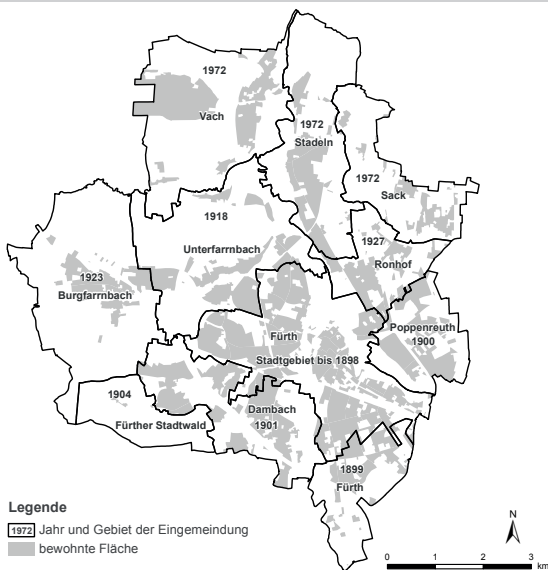 1972
Vach
1972
Stadeln
1972
Sack
1918
Unterfarrnbach
1927
Ronhof
1923
Burgfarrnbach
Poppenreuth
1900
Fürth
Stadtgebiet bis 1898
1904
Fürther Stadtwald
Dambach
1901
1899
Fürth
Legende
1972 Jahr und Gebiet der Eingemeindung
bewohnte Fläche
N
0 1 2 3
km